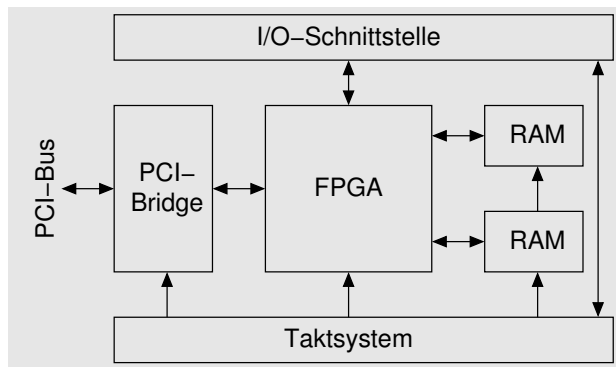 I/O–Schnittstelle
PCI–Bus
PCI–
Bridge
FPGA
RAM
RAM
Taktsystem